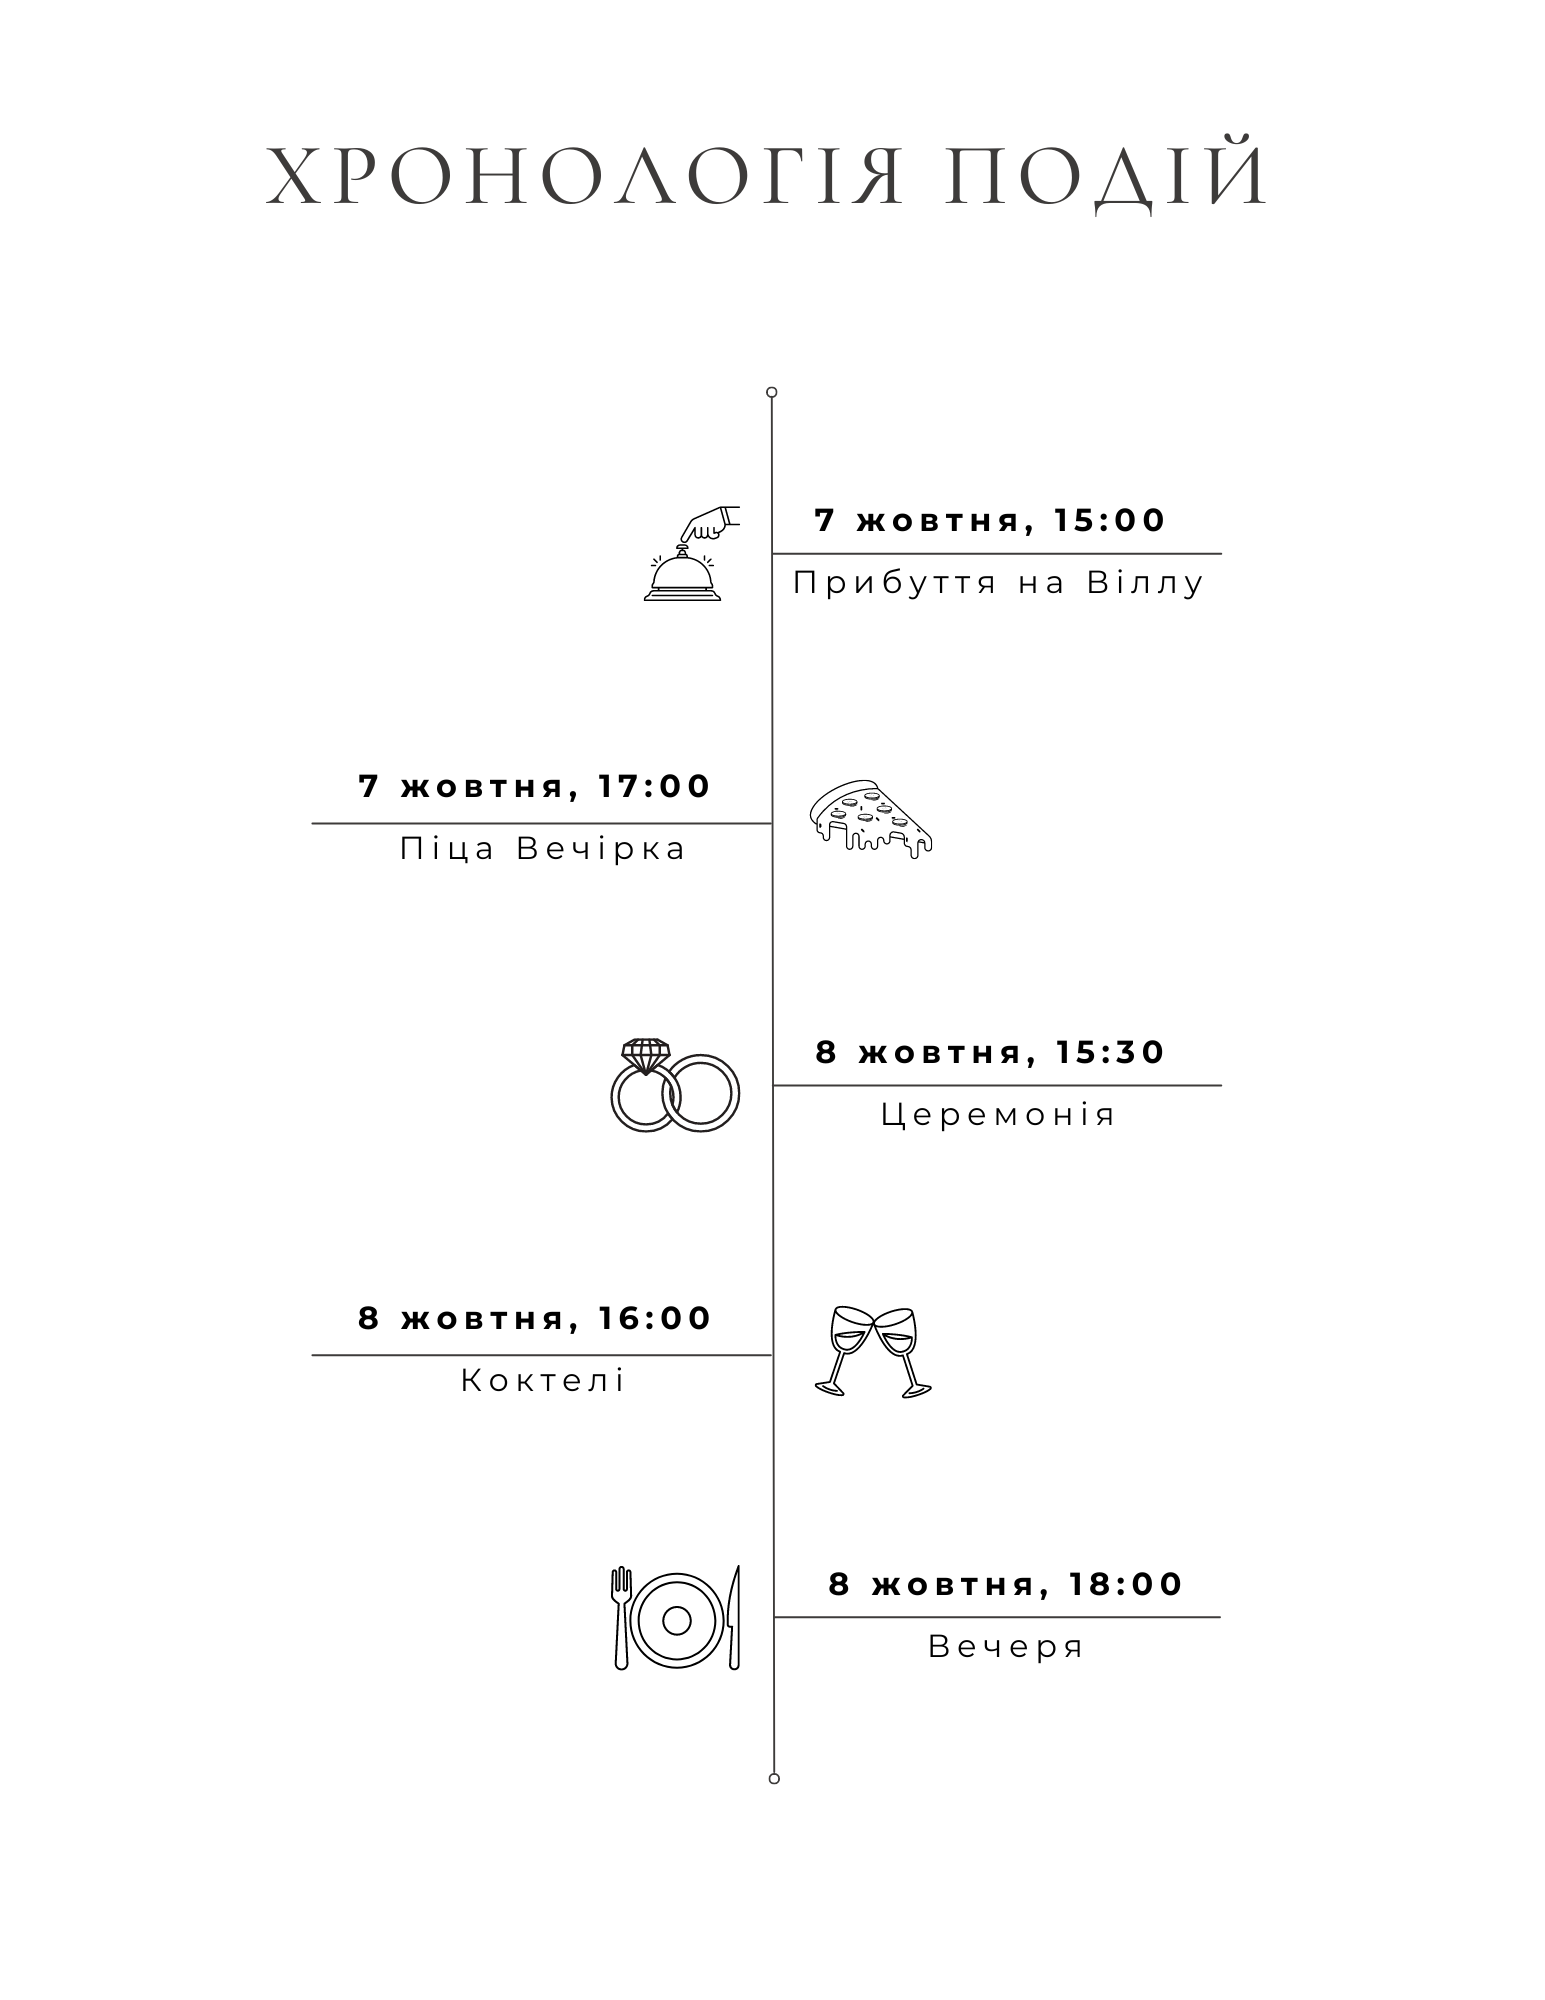 ХРОНОЛОГІЯ ПОДІЙ
7 жовтня, 15:00
Прибуття на Віллу
7 жовтня, 17:00
Піца Вечірка
8 жовтня, 15:30
Церемонія
8 жовтня, 16:00
Коктелі
8 жовтня, 18:00
Вечеря